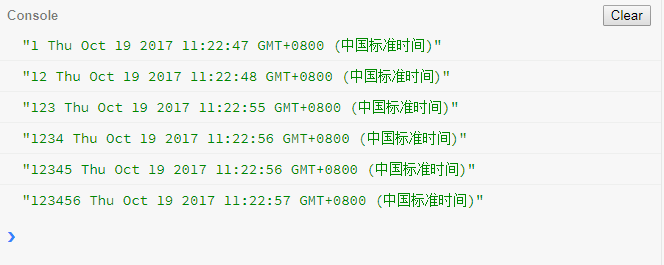 Console
Clear
"1 Thu Oct 19 2017 11:22:47 GMT+0800 (中国标准时间)"
"12 Thu Oct 19 2017 11:22:48 GMT+0800 (中国标准时间)"
"123 Thu Oct 19 2017 11:22:55 GMT+0800 (中国标准时间)"
"1234 Thu Oct 19 2017 11:22:56 GMT+0800 (中国标准时间)"
"12345 Thu Oct 19 2017 11:22:56 GMT+0800 (中国标准时间)"
"123456 Thu Oct 19 2017 11:22:57 GMT+0800 (中国标准时间)"